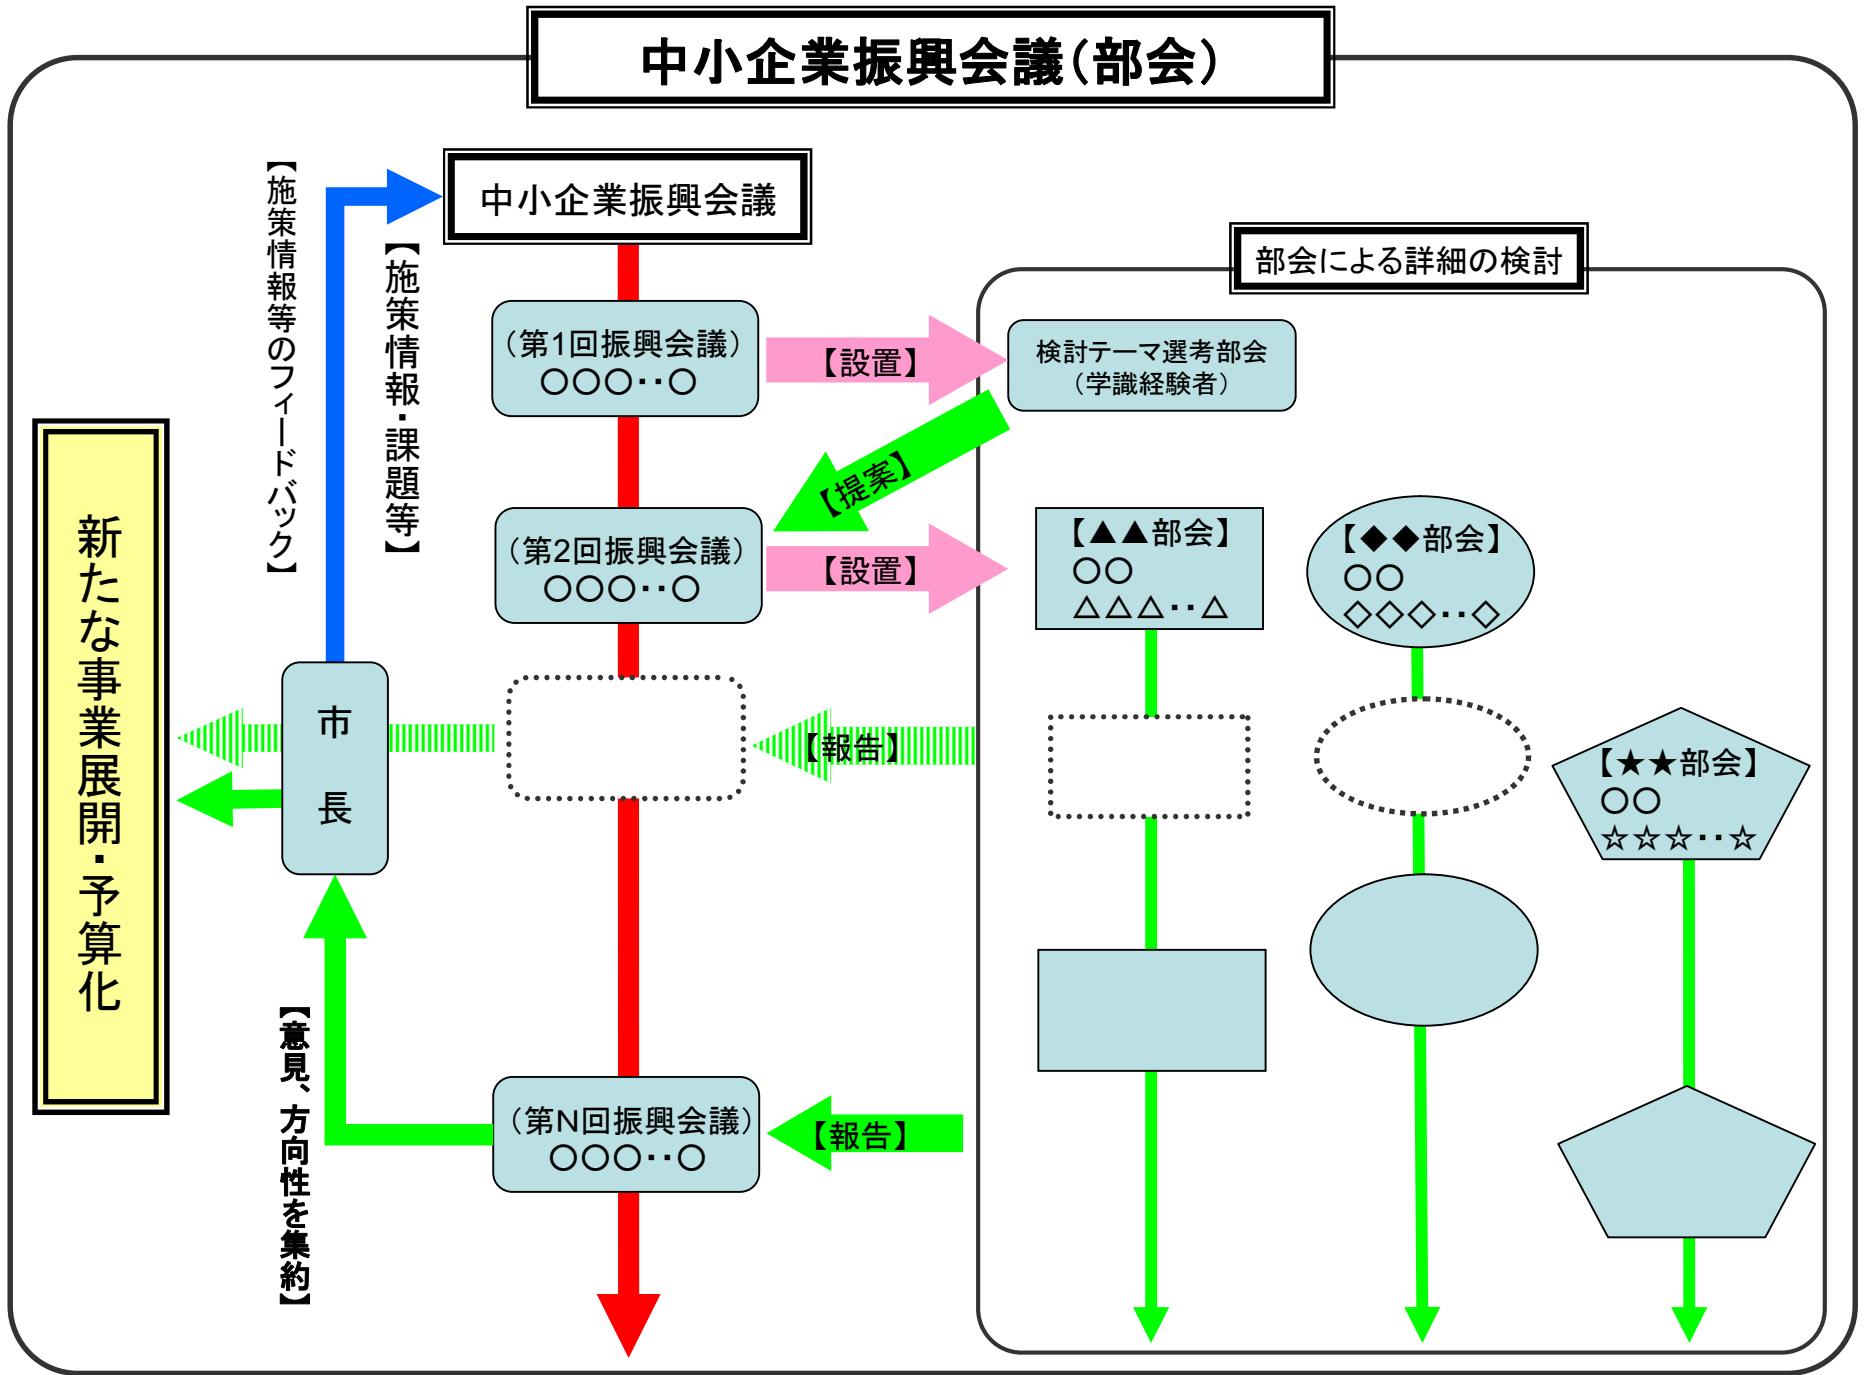 中小企業振興会議（部会）
中小企業振興会議
【施策情報等のフィードバック】
【施策情報・課題等】
部会による詳細の検討
（第1回振興会議）
○○○・・○
【設置】
検討テーマ選考部会
（学識経験者）
【提案】
（第2回振興会議）
○○○・・○
【設置】
【▲▲部会】
○○
△△△・・△
【◆◆部会】
○○
◇◇◇・・◇
新たな事業展開・予算化
市長
【報告】
【★★部会】
○○
☆☆☆・・☆
【意見、方向性を集約】
（第Ｎ回振興会議）
○○○・・○
【報告】